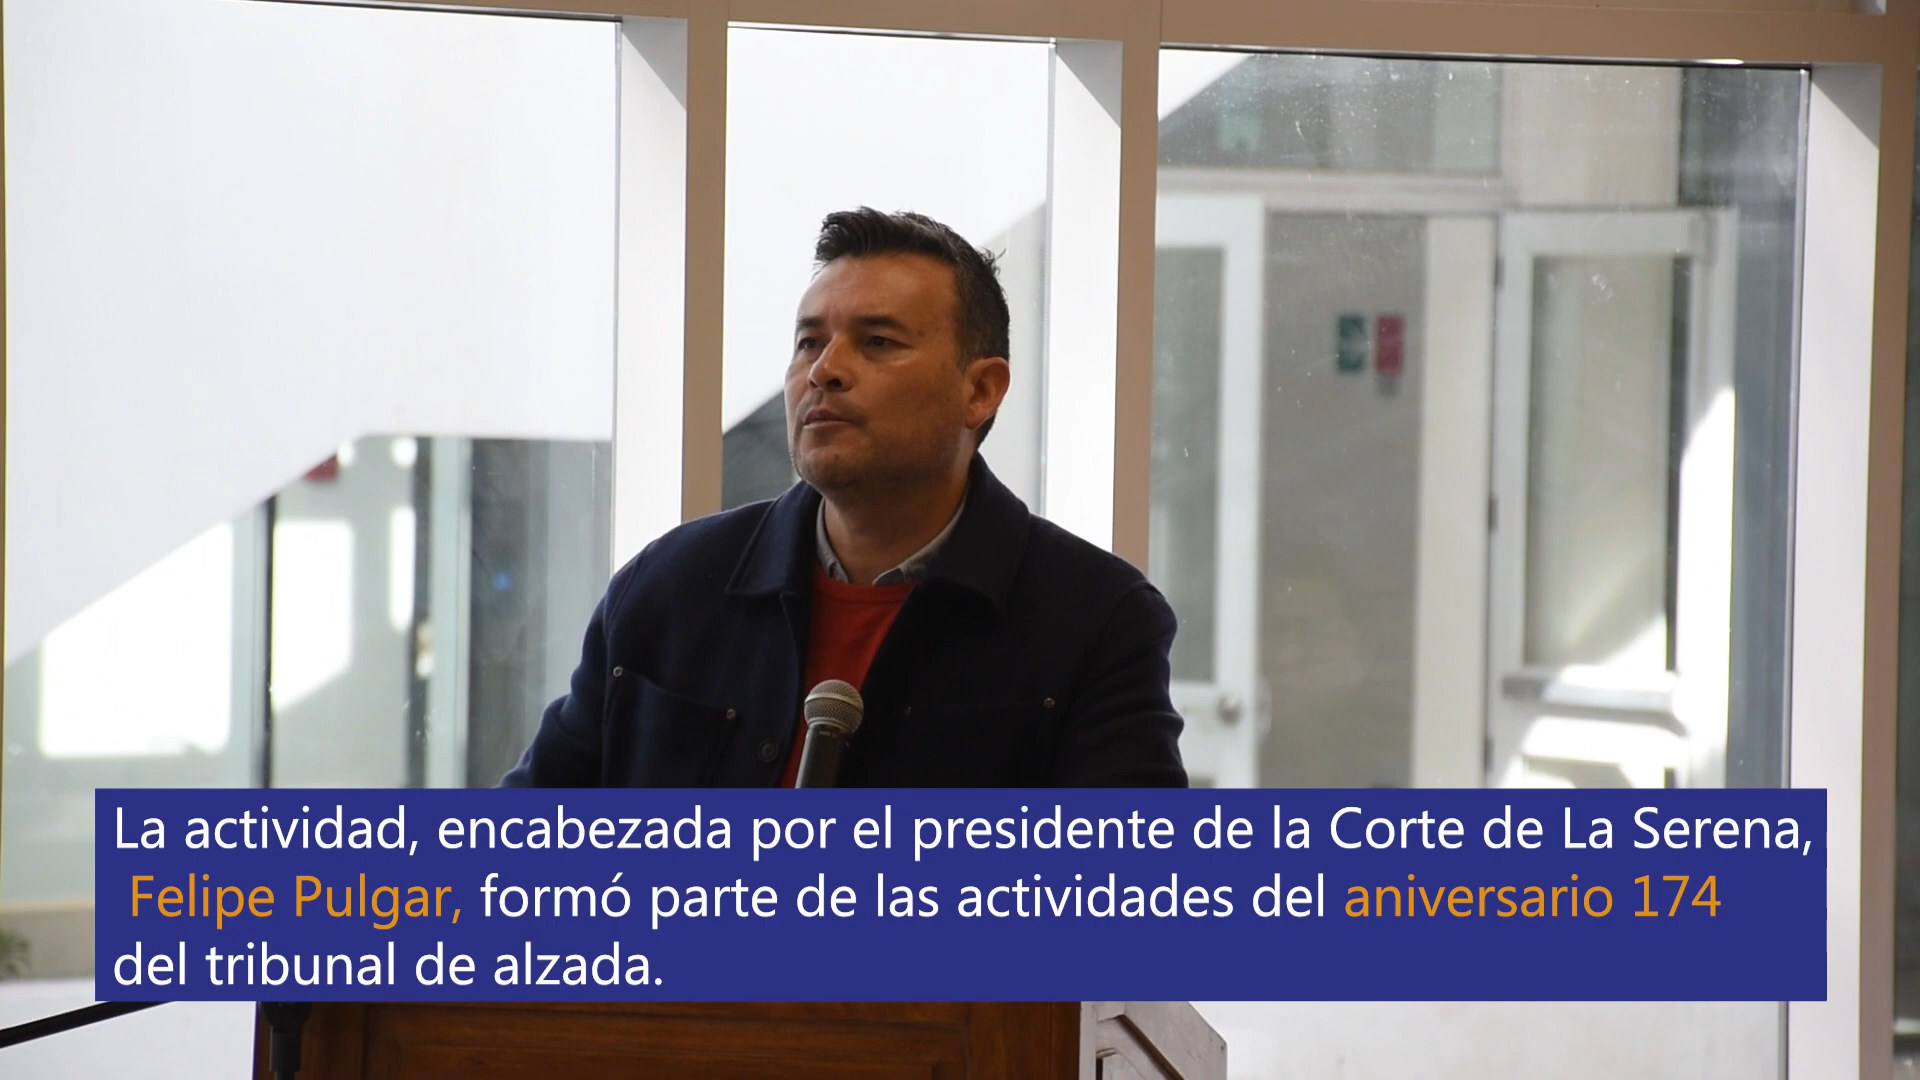 La actividad, encabezada por el presidente de la Corte de La Serena,
Felipe Pulgar, formó parte de las actividades del aniversario 174
del tribunal de alzada.